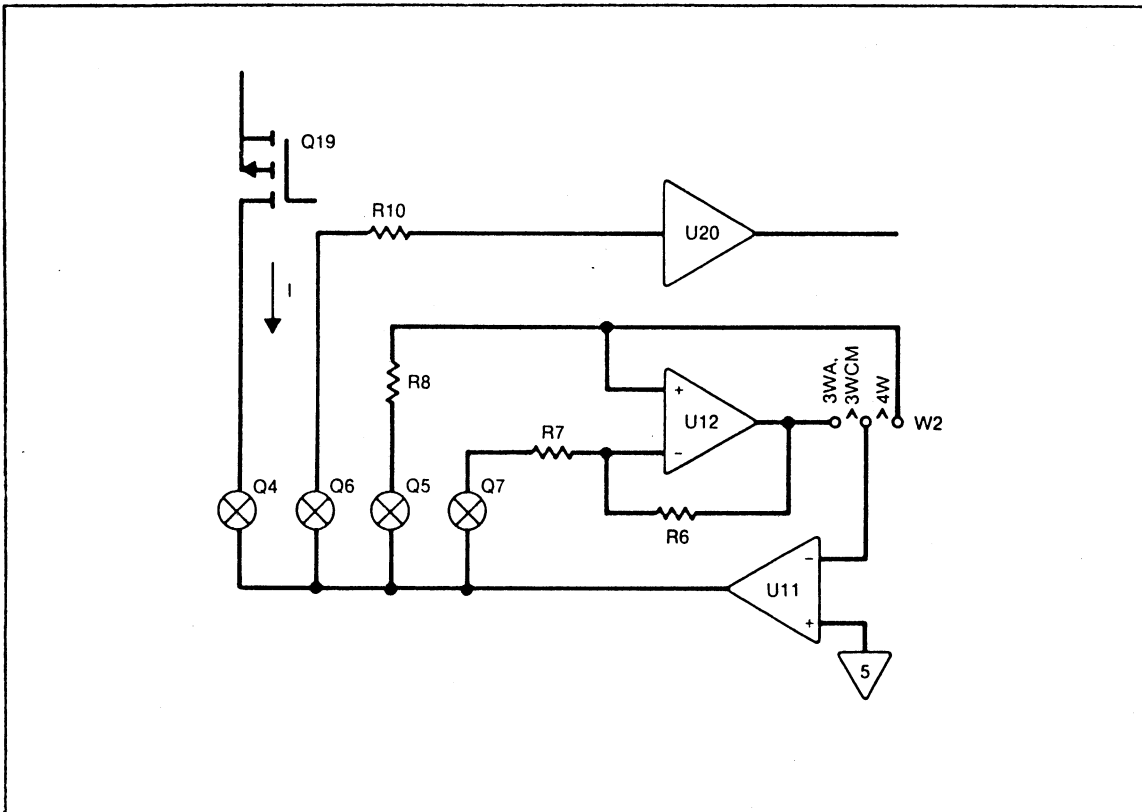 Q19
R10
U20
I
R8
3WA,
3WCM
4W
+
U12
W2
R7
−
Q4
Q6
Q5
Q7
R6
−
U11
+
5